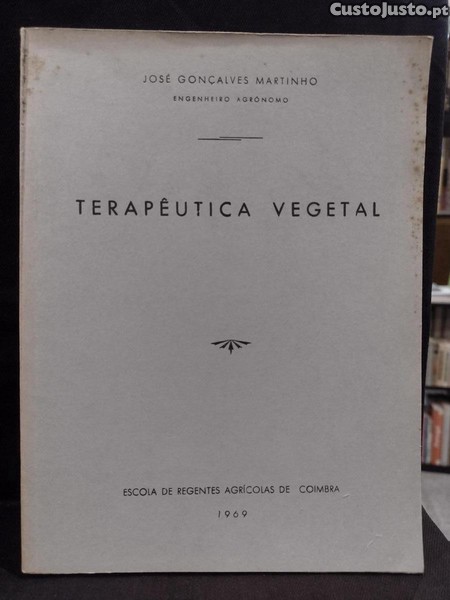 CustoJusto.pt
JOSÉ GONÇALVES MARTINHO
ENGENHEIRO AGRÓNOMO
TERAPÊUTICA VEGETAL
ESCOLA DE REGENTES AGRÍCOLAS DE COIMBRA
1969